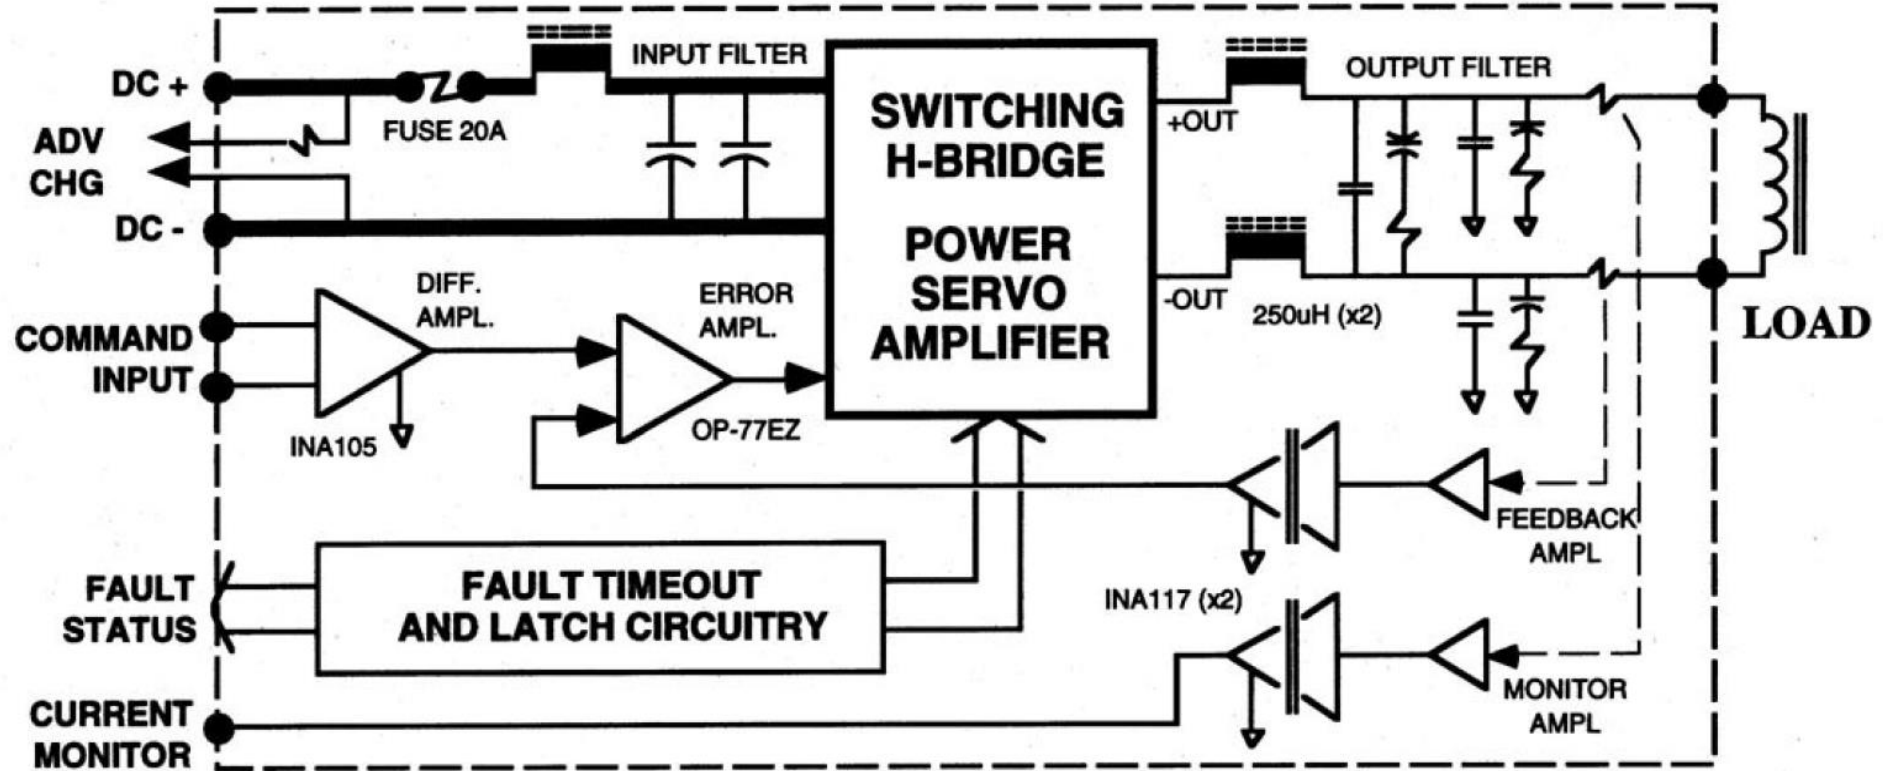 INPUT FILTER
OUTPUT FILTER
DC +
FUSE 20A
ADV
CHG
DC -
SWITCHING
H-BRIDGE
POWER
SERVO
AMPLIFIER
+OUT
-OUT
250uH (x2)
LOAD
DIFF.
AMPL.
ERROR
AMPL.
COMMAND
INPUT
INA105
OP-77EZ
FEEDBACK
AMPL
INA117 (x2)
FAULT
STATUS
FAULT TIMEOUT
AND LATCH CIRCUITRY
MONITOR
AMPL
CURRENT
MONITOR